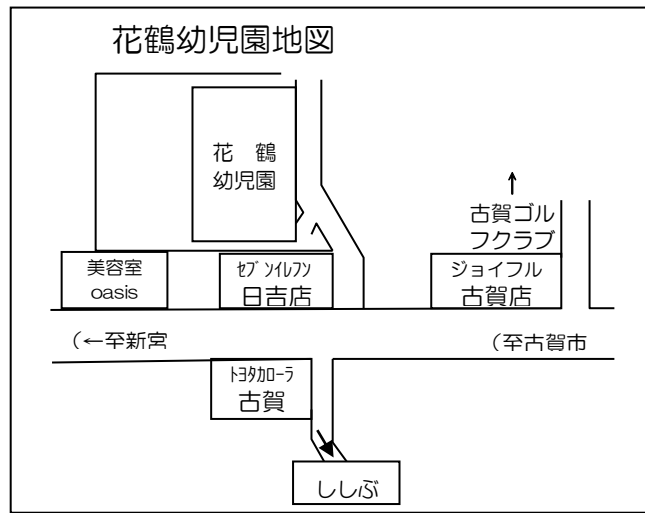 花鶴幼児園地図
花 鶴
幼児園
↑
古賀ゴル
フクラブ
美容室
oasis
ｾﾌﾞﾝｲﾚﾌﾞﾝ
日吉店
ジョイフル
古賀店
(←至新宮
(至古賀市
ﾄﾖﾀｶﾛｰﾗ
古賀
ししぶ